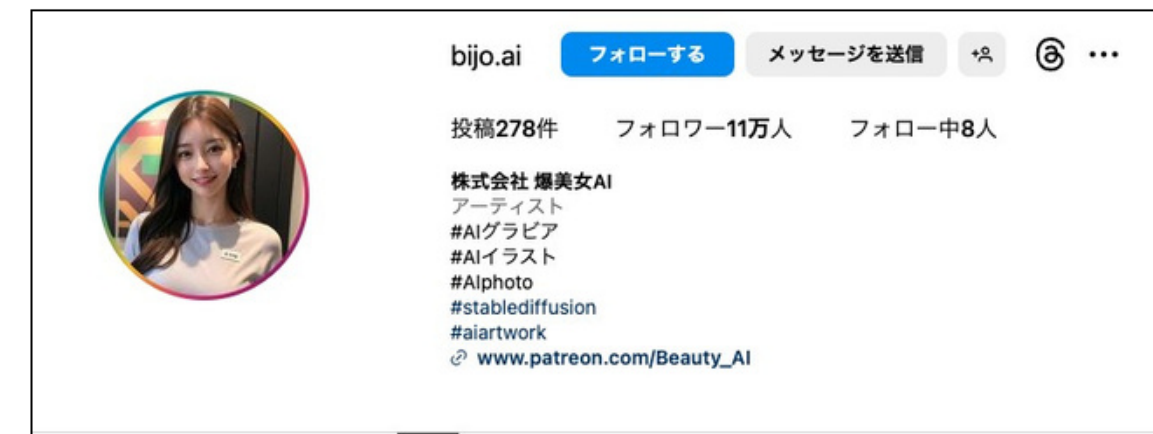 bijo.ai フォローする メッセージを送信
投稿278件 フォロワー11万人 フォロー中8人
株式会社 爆美女AI
アーティスト
#AIグラビア
#AIイラスト
#AIphoto
#stablediffusion
#aiartwork
www.patreon.com/Beauty_AI